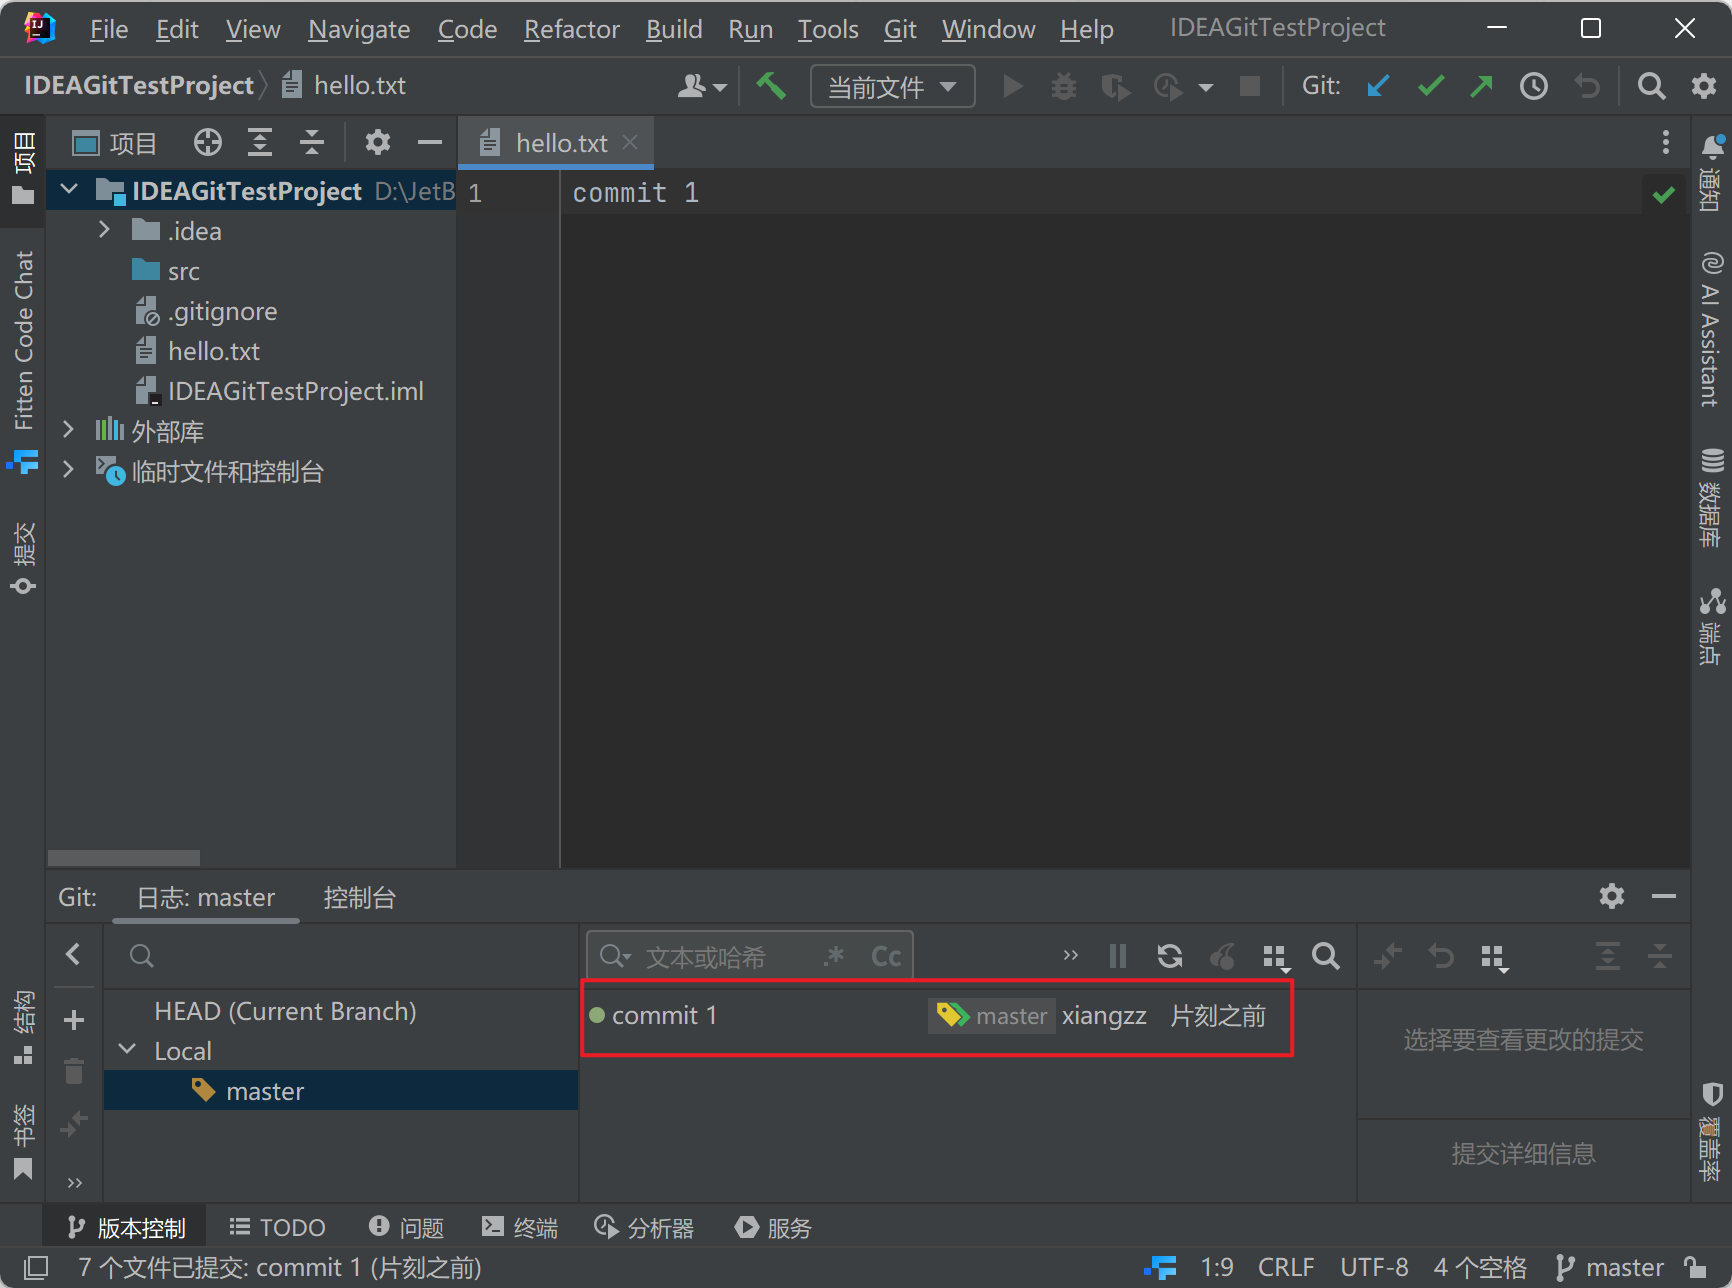 File Edit View Navigate Code Refactor Build Run Tools Git Window Help IDEAGitTestProject
IDEAGitTestProject hello.txt 当前文件 Git:
项目
项目
hello.txt
IDEAGitTestProject D:\JetB
.idea
src
.gitignore
hello.txt
IDEAGitTestProject.iml
外部库
临时文件和控制台
1 commit 1
Fitten Code Chat
提交
结构
书签
通知
AI Assistant
数据库
端点
覆盖率
Git: 日志: master 控制台
文本或哈希 .* Cc
HEAD (Current Branch)
Local
master
commit 1 master xiangzz 片刻之前
选择要查看更改的提交
提交详细信息
版本控制 TODO 问题 终端 分析器 服务
7 个文件已提交: commit 1 (片刻之前) 1:9 CRLF UTF-8 4 个空格 master